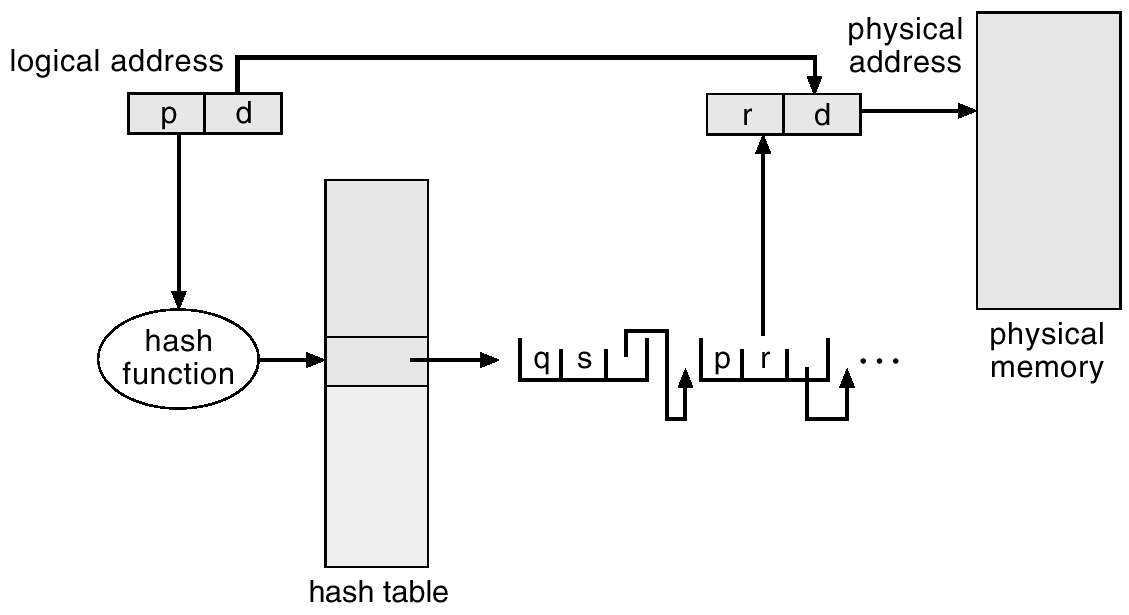 logical address
physical
address
p d
r d
hash
function
q s
p r
...
physical
memory
hash table